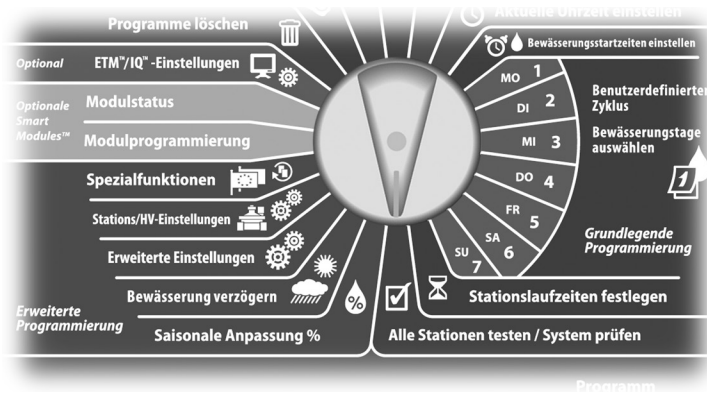 Programme löschen
Aktuelle Uhrzeit einstellen
Bewässerungsstartzeiten einstellen
Optional
ETM™/IQ™ -Einstellungen
Optionale
Smart
Modules™
Modulstatus
Modulprogrammierung
MO 1
DI 2
MI 3
DO 4
FR 5
SA 6
SU 7
Benutzerdefinierter
Zyklus
Bewässerungstage
auswählen
1
Grundlegende
Programmierung
Spezialfunktionen
Stations/HV-Einstellungen
Erweiterte Einstellungen
Bewässerung verzögern
Erweiterte
Programmierung
Saisonale Anpassung %
%
Stationslaufzeiten festlegen
Alle Stationen testen / System prüfen
Programm